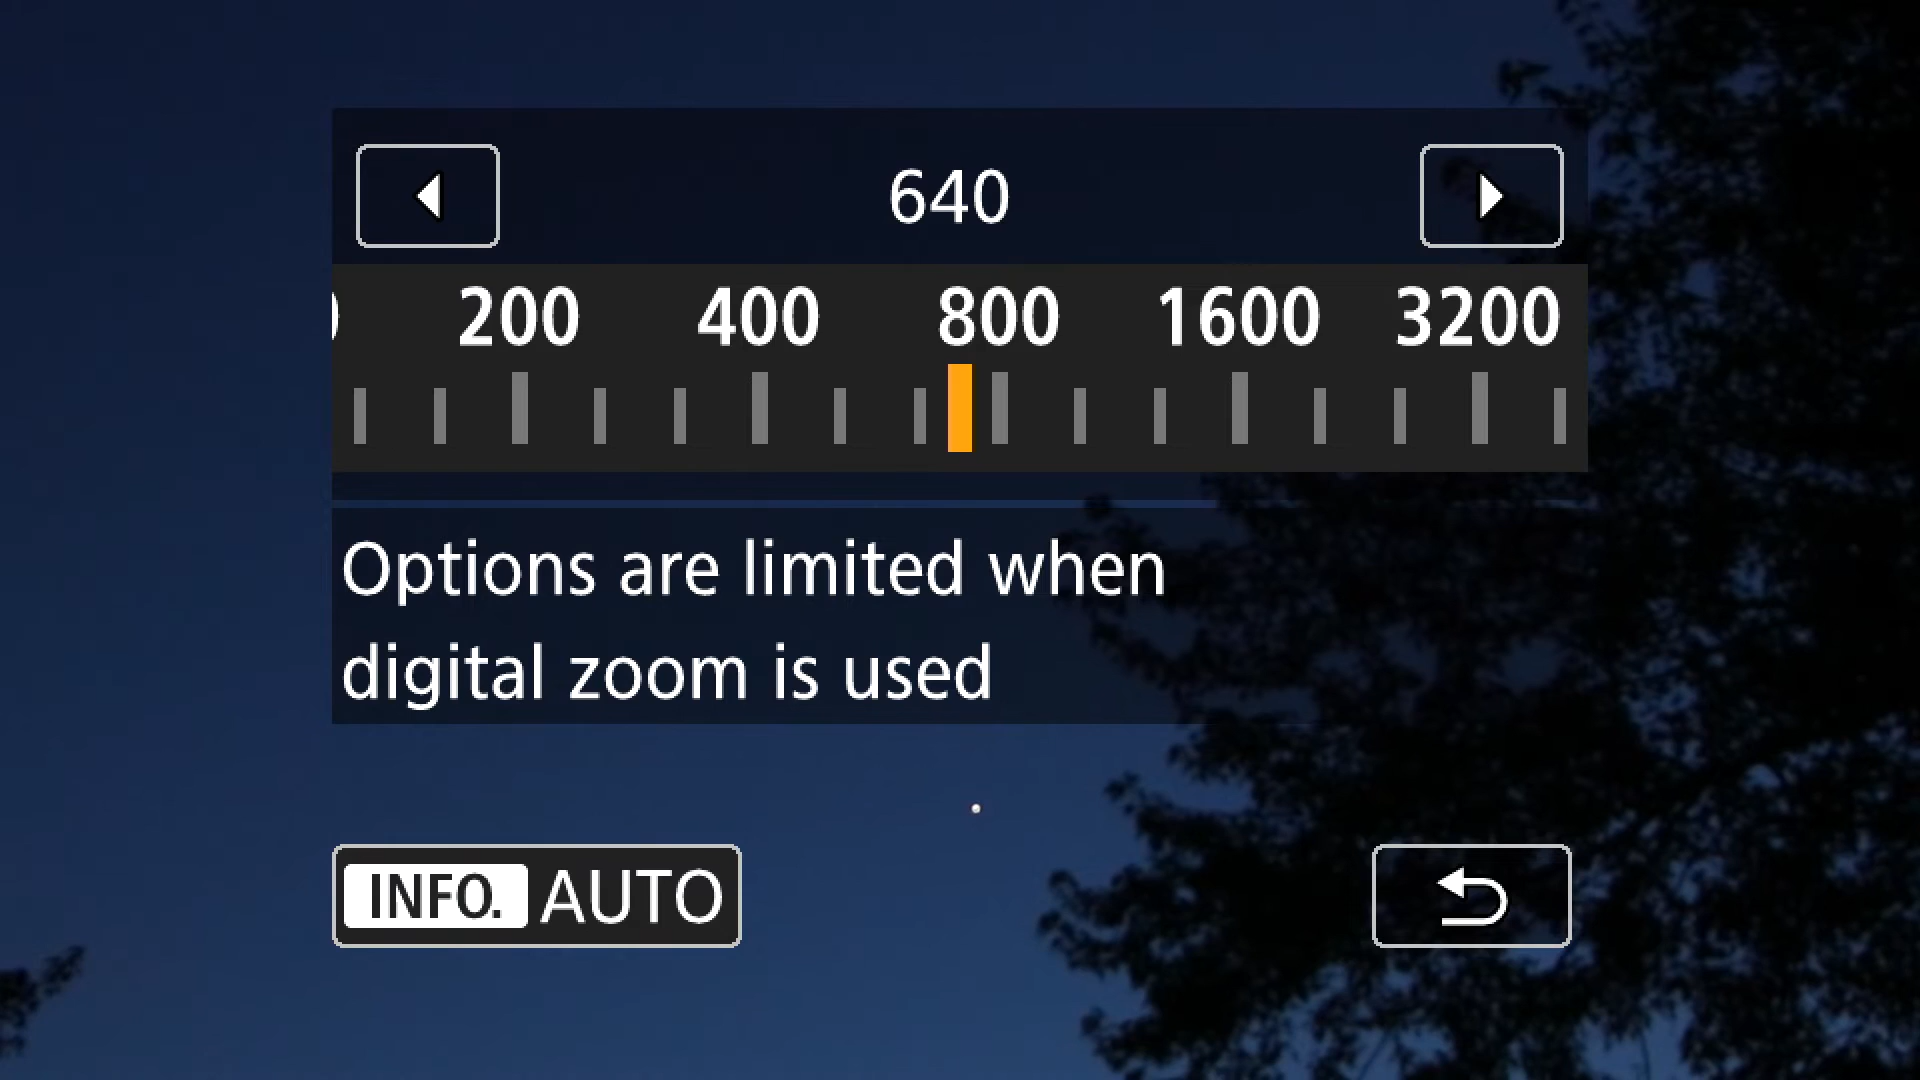 640
200 400 800 1600 3200
Options are limited when
digital zoom is used
INFO. AUTO